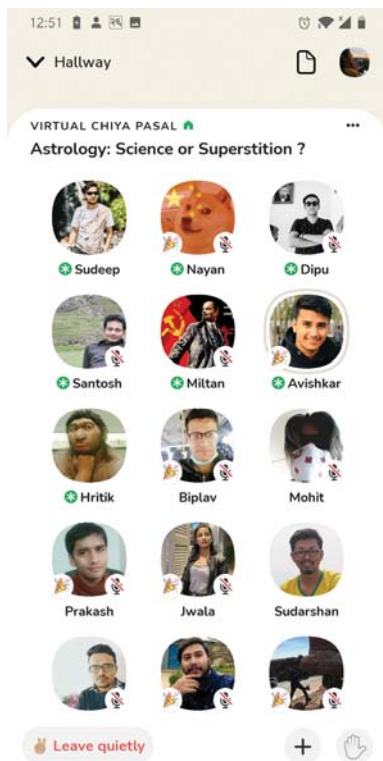 12:51
Hallway
VIRTUAL CHIYA PASAL
Astrology: Science or Superstition ?
Sudeep
Nayan
Dipu
Santosh
Miltan
Avishkar
Hritik
Biplav
Mohit
Prakash
Jwala
Sudarshan
Leave quietly